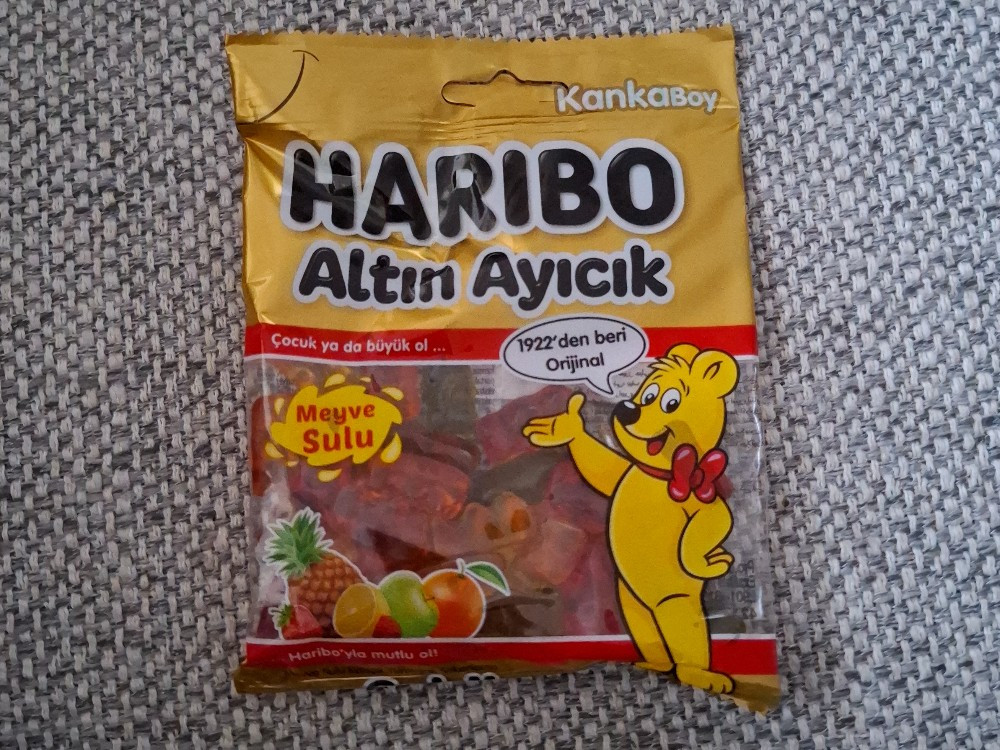 KankaBoy
HARIBO
Altın Ayıcık
Çocuk ya da büyük ol ...
1922'den beri
Orijinal
Meyve
Sulu
Haribo'yla mutlu ol!